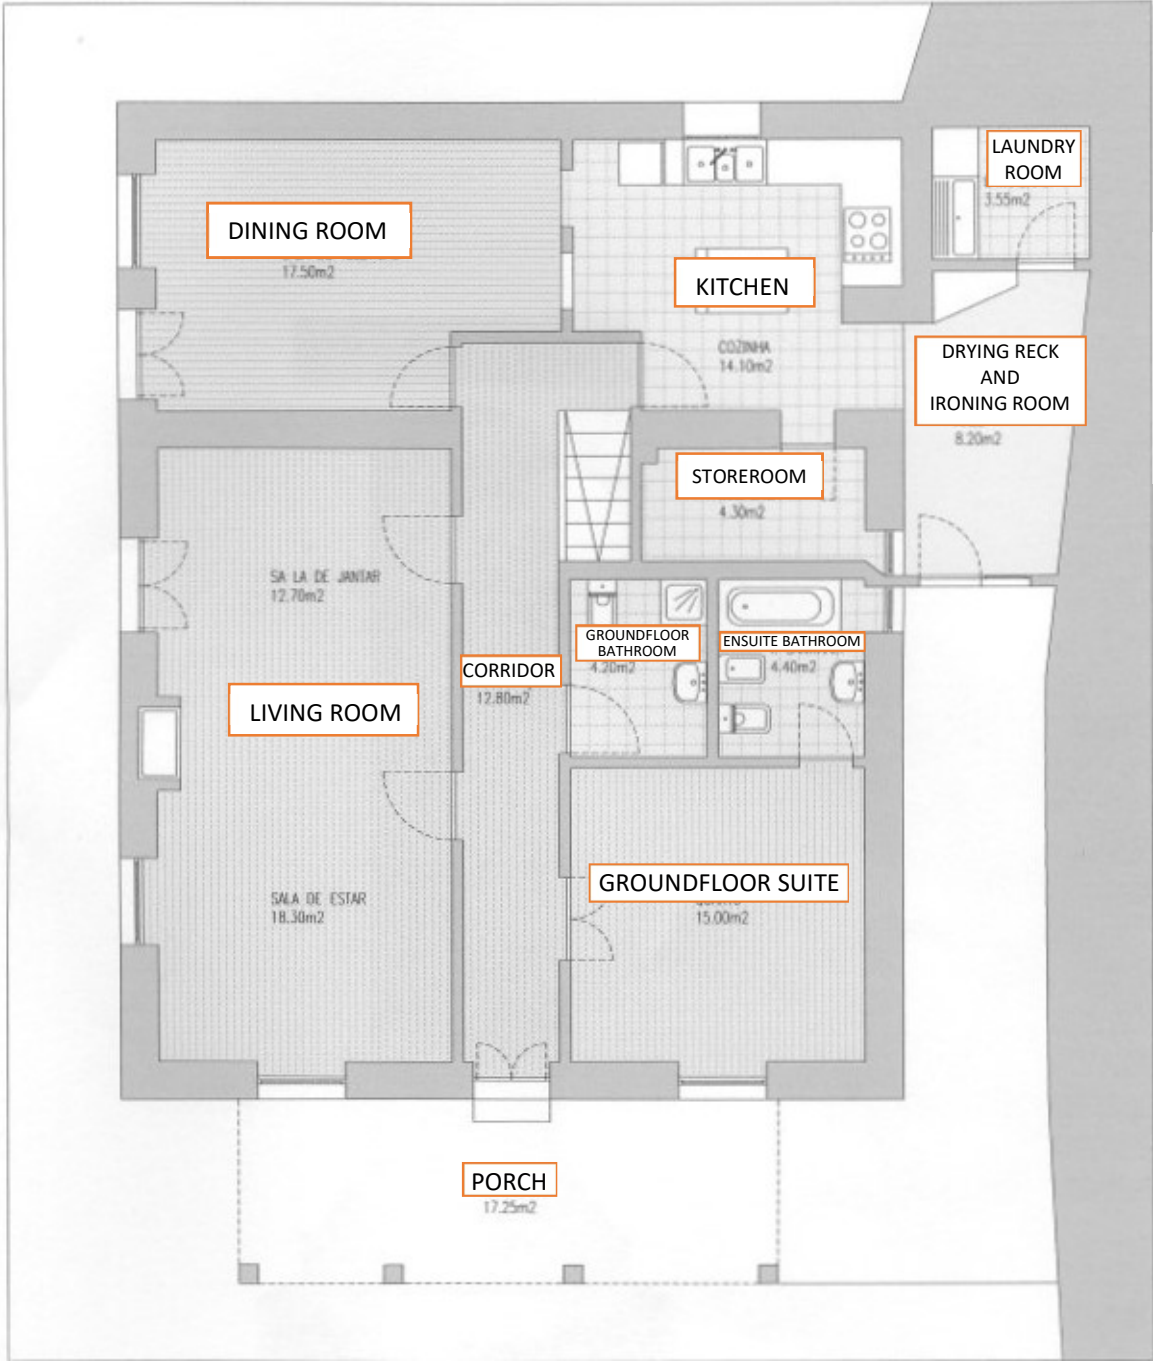 LAUNDRY
ROOM
3.55m2
DINING ROOM
17.50m2
KITCHEN
COZINHA
14.10m2
DRYING RECK
AND
IRONING ROOM
8.20m2
STOREROOM
4.30m2
SA LA DE JANTAR
12.70m2
GROUNDFLOOR
BATHROOM
4.20m2
ENSUITE BATHROOM
4.40m2
CORRIDOR
12.80m2
LIVING ROOM
GROUNDFLOOR SUITE
15.00m2
SALA DE ESTAR
18.30m2
PORCH
17.25m2